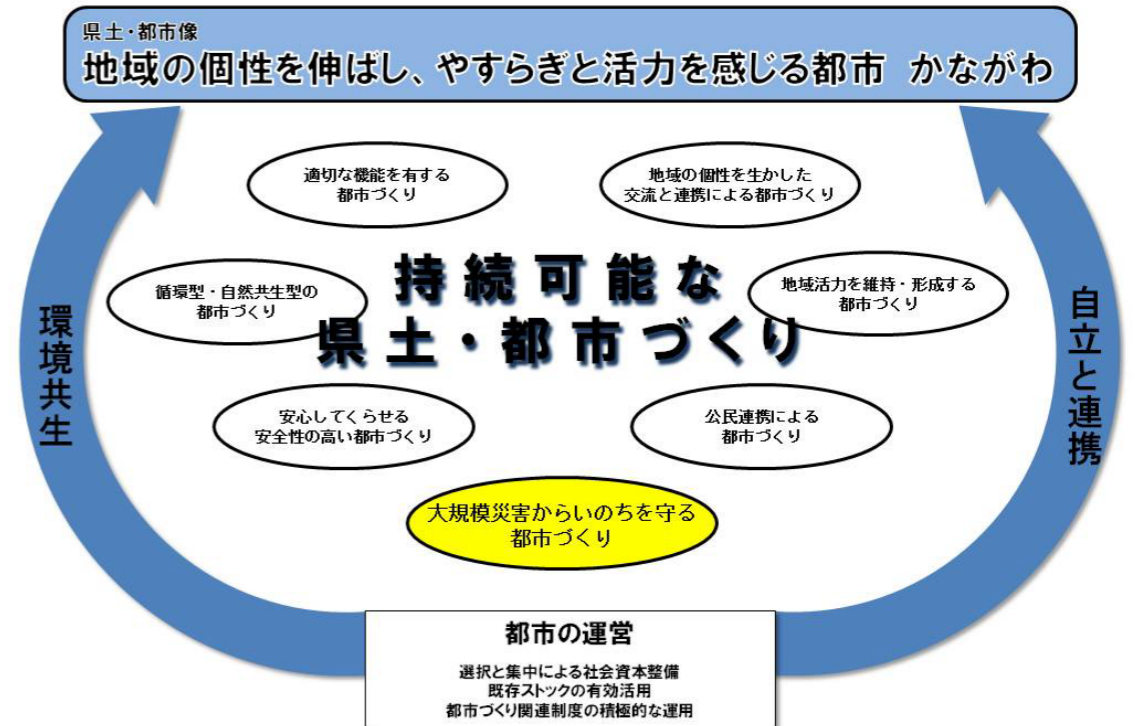 県土・都市像
地域の個性を伸ばし、やすらぎと活力を感じる都市　かながわ
適切な機能を有する
都市づくり
地域の個性を生かした
交流と連携による都市づくり
持続可能な
県土・都市づくり
循環型・自然共生型の
都市づくり
地域活力を維持・形成する
都市づくり
環境共生
自立と連携
安心してくらせる
安全性の高い都市づくり
公民連携による
都市づくり
大規模災害からいのちを守る
都市づくり
都市の運営
選択と集中による社会資本整備
既存ストックの有効活用
都市づくり関連制度の積極的な運用